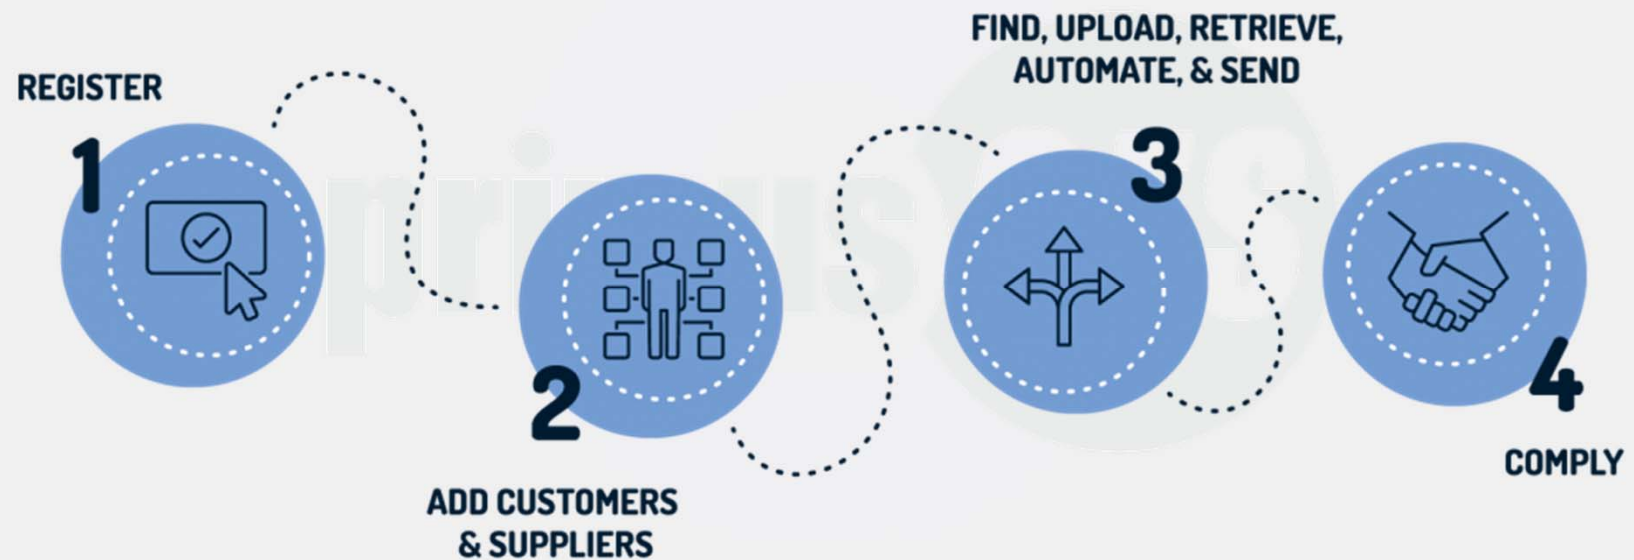 REGISTER
1
2
ADD CUSTOMERS
& SUPPLIERS
FIND, UPLOAD, RETRIEVE,
AUTOMATE, & SEND
3
4
COMPLY